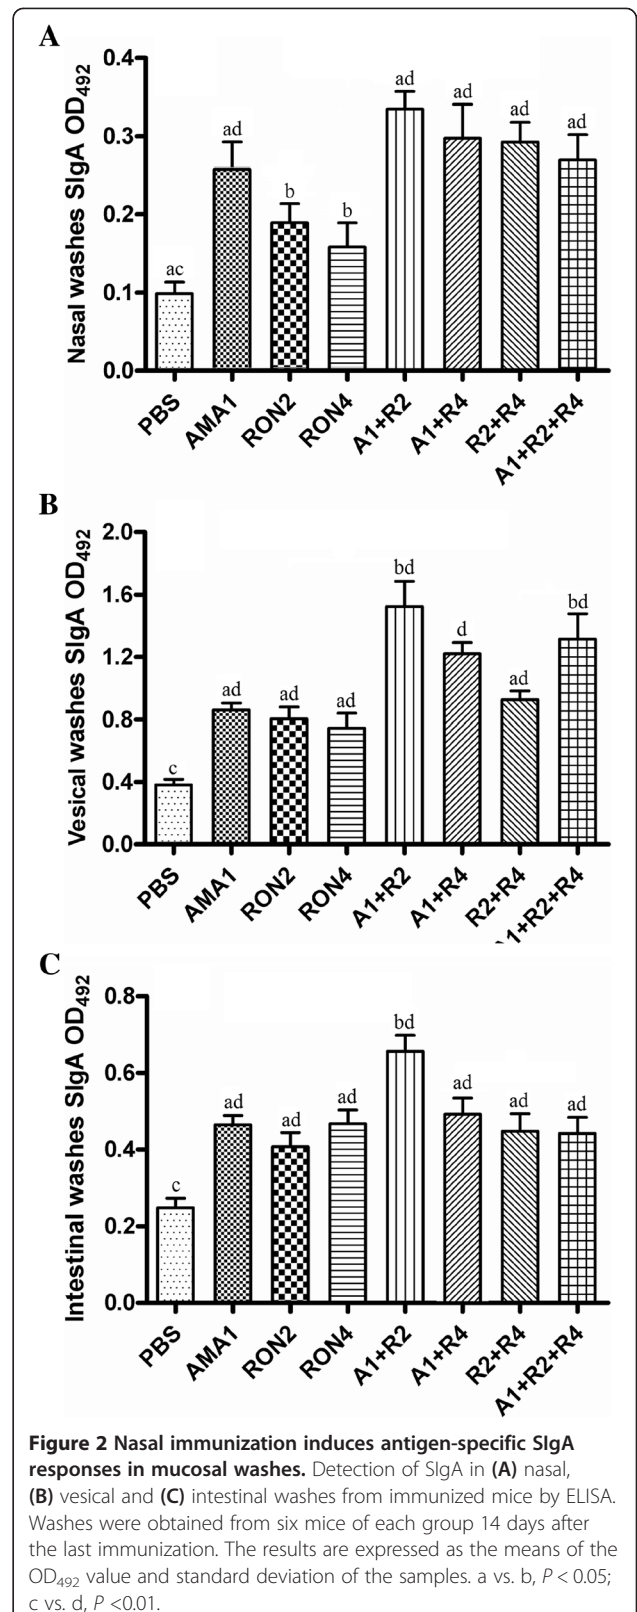 A
Nasal washes SIgA OD492
0.4
0.3
0.2
0.1
0.0
ac
ad
b
b
ad
ad
ad
ad
PBS
AMA1
RON2
RON4
A1+R2
A1+R4
R2+R4
A1+R2+R4
B
Vesical washes SIgA OD492
2.0
1.6
1.2
0.8
0.4
0.0
c
ad
ad
ad
bd
d
ad
bd
PBS
AMA1
RON2
RON4
A1+R2
A1+R4
R2+R4
A1+R2+R4
C
Intestinal washes SIgA OD492
0.8
0.6
0.4
0.2
0.0
c
ad
ad
ad
bd
ad
ad
ad
PBS
AMA1
RON2
RON4
A1+R2
A1+R4
R2+R4
A1+R2+R4
Figure 2 Nasal immunization induces antigen-specific SIgA
responses in mucosal washes. Detection of SIgA in (A) nasal,
(B) vesical and (C) intestinal washes from immunized mice by ELISA.
Washes were obtained from six mice of each group 14 days after
the last immunization. The results are expressed as the means of the
OD492 value and standard deviation of the samples. a vs. b, P < 0.05;
c vs. d, P <0.01.